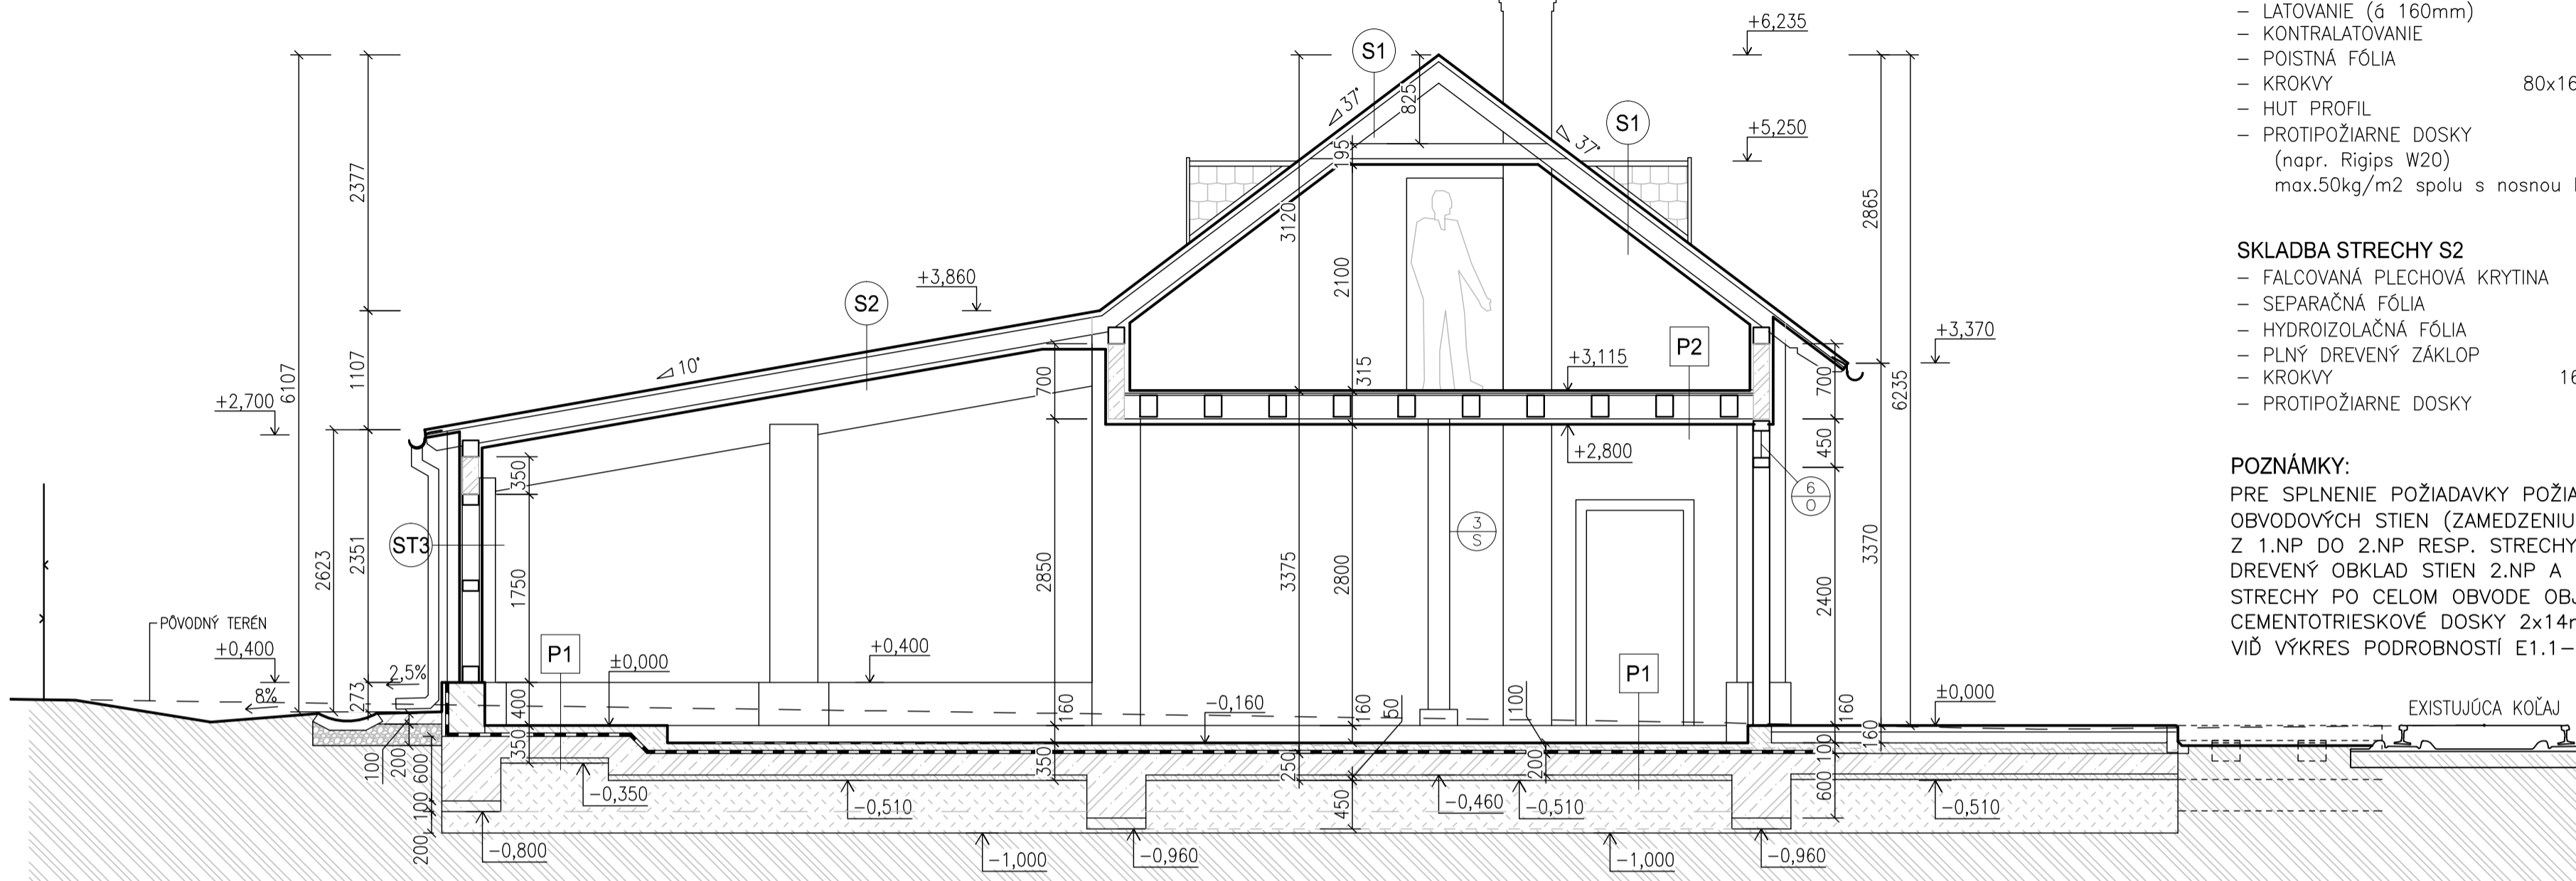 +6,235
S1
825
37°
S1
37°
+5,250
195
2377
3120
2865
2100
+3,860
S2
+3,370
10°
+3,115
P2
315
700
700
1107
6107
+2,700
6235
+2,800
450
350
6
O
3
S
ST3
2623
2351
1750
2850
3375
2800
2400
3370
PÔVODNÝ TERÉN
+0,400
2,5%
8%
273
P1
±0,000
+0,400
P1
400
160
-0,160
160
50
100
160
±0,000
EXISTUJÚCA KOĽAJ
350
350
250
200
100
160
100
200
600
600
-0,350
-0,510
450
-0,460
-0,510
-0,510
100
200
-0,800
-1,000
-0,960
-1,000
-0,960
- LATOVANIE (á 160mm)
- KONTRALATOVANIE
- POISTNÁ FÓLIA
- KROKVY 80x16
- HUT PROFIL
- PROTIPOŽIARNE DOSKY
(napr. Rigips W20)
max.50kg/m2 spolu s nosnou
SKLADBA STRECHY S2
- FALCOVANÁ PLECHOVÁ KRYTINA
- SEPARAČNÁ FÓLIA
- HYDROIZOLAČNÁ FÓLIA
- PLNÝ DREVENÝ ZÁKLOP
- KROKVY 16
- PROTIPOŽIARNE DOSKY
POZNÁMKY:
PRE SPLNENIE POŽIADAVKY POŽIA
OBVODOVÝCH STIEN (ZAMEDZENIU
Z 1.NP DO 2.NP RESP. STRECHY
DREVENÝ OBKLAD STIEN 2.NP A
STRECHY PO CELOM OBVODE OBJ
CEMENTOTRIESKOVÉ DOSKY 2x14
VIĎ VÝKRES PODROBNOSTÍ E1.1-